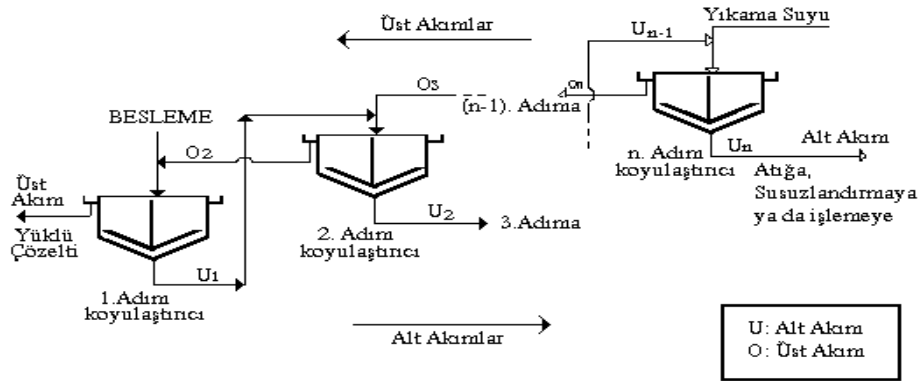 Üst Akımlar
Yıkama Suyu
Un-1
O3
On
(n-1). Adıma
BESLEME
O2
Un
Alt Akım
n. Adım
koyulaştırıcı
Atığa,
Susuzlandırmaya
ya da işlemeye
Üst
Akım
Yüklü
Çözelti
U2
3.Adıma
2. Adım
koyulaştırıcı
U1
1.Adım
koyulaştırıcı
Alt Akımlar
U: Alt Akım
O: Üst Akım